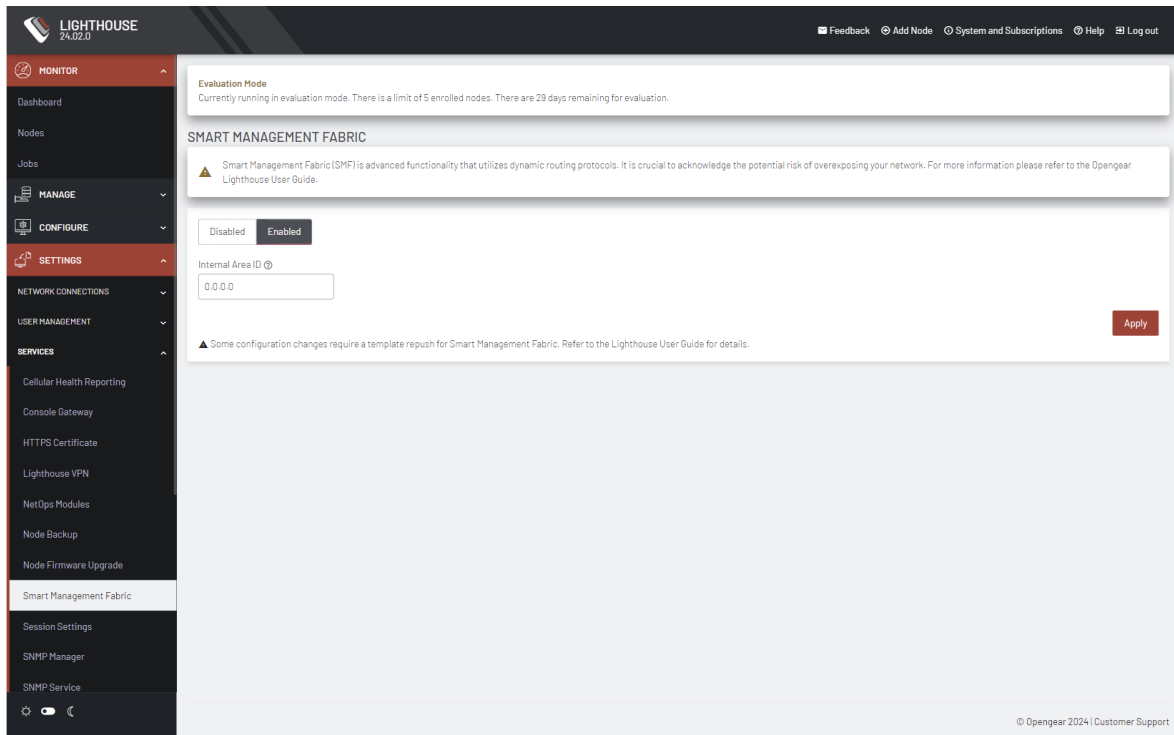 LIGHTHOUSE
24.02.0
Feedback Add Node System and Subscriptions Help Log out
MONITOR
Dashboard
Nodes
Jobs
MANAGE
CONFIGURE
SETTINGS
NETWORK CONNECTIONS
USER MANAGEMENT
SERVICES
Cellular Health Reporting
Console Gateway
HTTPS Certificate
Lighthouse VPN
NetOps Modules
Node Backup
Node Firmware Upgrade
Smart Management Fabric
Session Settings
SNMP Manager
SNMP Service
Evaluation Mode
Currently running in evaluation mode. There is a limit of 5 enrolled nodes. There are 29 days remaining for evaluation.
SMART MANAGEMENT FABRIC
Smart Management Fabric (SMF) is advanced functionality that utilizes dynamic routing protocols. It is crucial to acknowledge the potential risk of overexposing your network. For more information please refer to the Opengear
Lighthouse User Guide.
Disabled Enabled
Internal Area ID
0.0.0.0
Apply
Some configuration changes require a template repush for Smart Management Fabric. Refer to the Lighthouse User Guide for details.
© Opengear 2024 | Customer Support